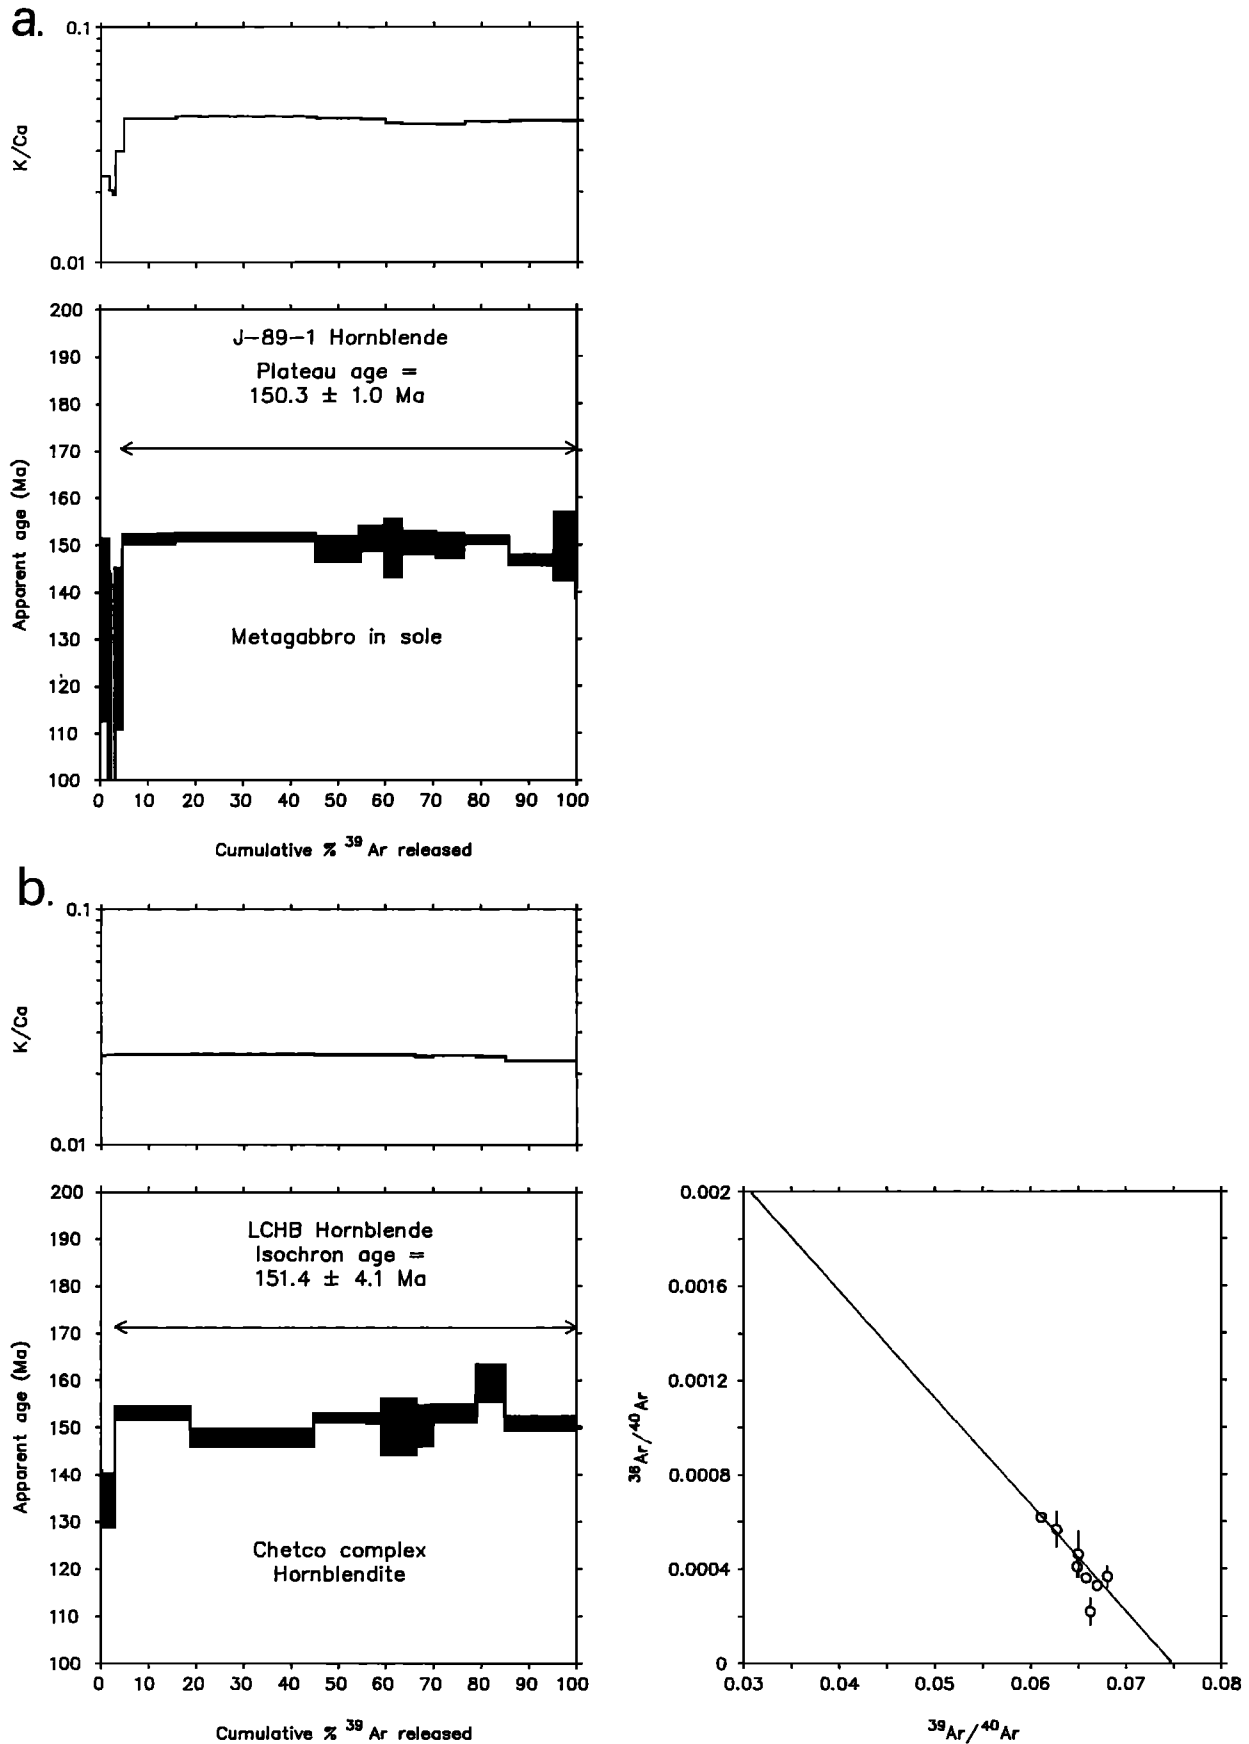 a.
0.1
K/Ca
0.01
200
J-89-1 Hornblende
190
Plateau age =
180
150.3 ± 1.0 Ma
170
160
150
140
Metagabbro in sole
130
120
110
100
Apparent age (Ma)
0 10 20 30 40 50 60 70 80 90 100
Cumulative % ³⁹Ar released
b.
0.1
K/Ca
0.01
200
LCHB Hornblende
190
Isochron age =
180
151.4 ± 4.1 Ma
170
160
150
140
130
Chetco complex
120
Hornblendite
110
100
Apparent age (Ma)
0 10 20 30 40 50 60 70 80 90 100
Cumulative % ³⁹Ar released
0.002
0.0016
0.0012
0.0008
0.0004
0
³⁶Ar/⁴⁰Ar
0.03 0.04 0.05 0.06 0.07 0.08
³⁹Ar/⁴⁰Ar